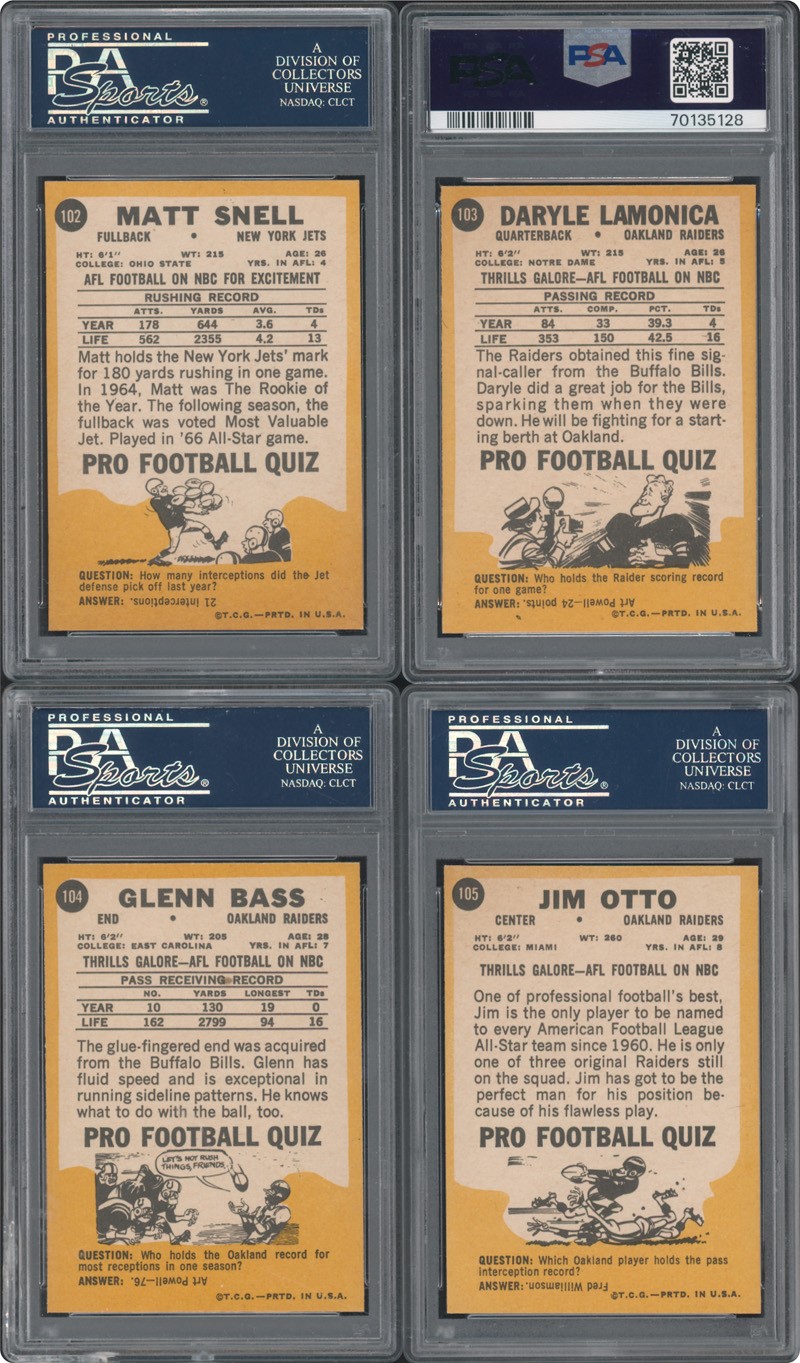 PROFESSIONAL
PSA
Sports®
AUTHENTICATOR
A
DIVISION OF
COLLECTORS
UNIVERSE
NASDAQ: CLCT
102
MATT SNELL
FULLBACK • NEW YORK JETS
HT: 6'1" WT: 215 AGE: 26
COLLEGE: OHIO STATE YRS. IN AFL: 4
AFL FOOTBALL ON NBC FOR EXCITEMENT
RUSHING RECORD
ATTS. YARDS AVG. TDs
YEAR 178 644 3.6 4
LIFE 562 2355 4.2 13
Matt holds the New York Jets' mark
for 180 yards rushing in one game.
In 1964, Matt was The Rookie of
the Year. The following season, the
fullback was voted Most Valuable
Jet. Played in '66 All-Star game.
PRO FOOTBALL QUIZ
QUESTION: How many interceptions did the Jet
defense pick off last year?
ANSWER: 21 interceptions.
©T.C.G.—PRTD. IN U.S.A.
PSA
PSA
70135128
103
DARYLE LAMONICA
QUARTERBACK • OAKLAND RAIDERS
HT: 6'2" WT: 215 AGE: 26
COLLEGE: NOTRE DAME YRS. IN AFL: 5
THRILLS GALORE—AFL FOOTBALL ON NBC
PASSING RECORD
ATTS. COMP. PCT. TDs
YEAR 84 33 39.3 4
LIFE 353 150 42.5 16
The Raiders obtained this fine sig-
nal-caller from the Buffalo Bills.
Daryle did a great job for the Bills,
sparking them when they were
down. He will be fighting for a start-
ing berth at Oakland.
PRO FOOTBALL QUIZ
QUESTION: Who holds the Raider scoring record
for one game?
ANSWER: Art Powell—24 points.
©T.C.G.—PRTD. IN U.S.A.
PSA
PROFESSIONAL
PSA
Sports®
AUTHENTICATOR
A
DIVISION OF
COLLECTORS
UNIVERSE
NASDAQ: CLCT
104
GLENN BASS
END • OAKLAND RAIDERS
HT: 6'2" WT: 205 AGE: 28
COLLEGE: EAST CAROLINA YRS. IN AFL: 7
THRILLS GALORE—AFL FOOTBALL ON NBC
PASS RECEIVING RECORD
NO. YARDS LONGEST TDs
YEAR 10 130 19 0
LIFE 162 2799 94 16
The glue-fingered end was acquired
from the Buffalo Bills. Glenn has
fluid speed and is exceptional in
running sideline patterns. He knows
what to do with the ball, too.
PRO FOOTBALL QUIZ
LET'S NOT RUSH
THINGS, FRIENDS.
QUESTION: Who holds the Oakland record for
most receptions in one season?
ANSWER: Art Powell—76.
©T.C.G.—PRTD. IN U.S.A.
PROFESSIONAL
PSA
Sports®
AUTHENTICATOR
A
DIVISION OF
COLLECTORS
UNIVERSE
NASDAQ: CLCT
105
JIM OTTO
CENTER • OAKLAND RAIDERS
HT: 6'2" WT: 260 AGE: 29
COLLEGE: MIAMI YRS. IN AFL: 8
THRILLS GALORE—AFL FOOTBALL ON NBC
One of professional football's best,
Jim is the only player to be named
to every American Football League
All-Star team since 1960. He is only
one of three original Raiders still
on the squad. Jim has got to be the
perfect man for his position be-
cause of his flawless play.
PRO FOOTBALL QUIZ
QUESTION: Which Oakland player holds the pass
interception record?
ANSWER: Fred Williamson.
©T.C.G.—PRTD. IN U.S.A.